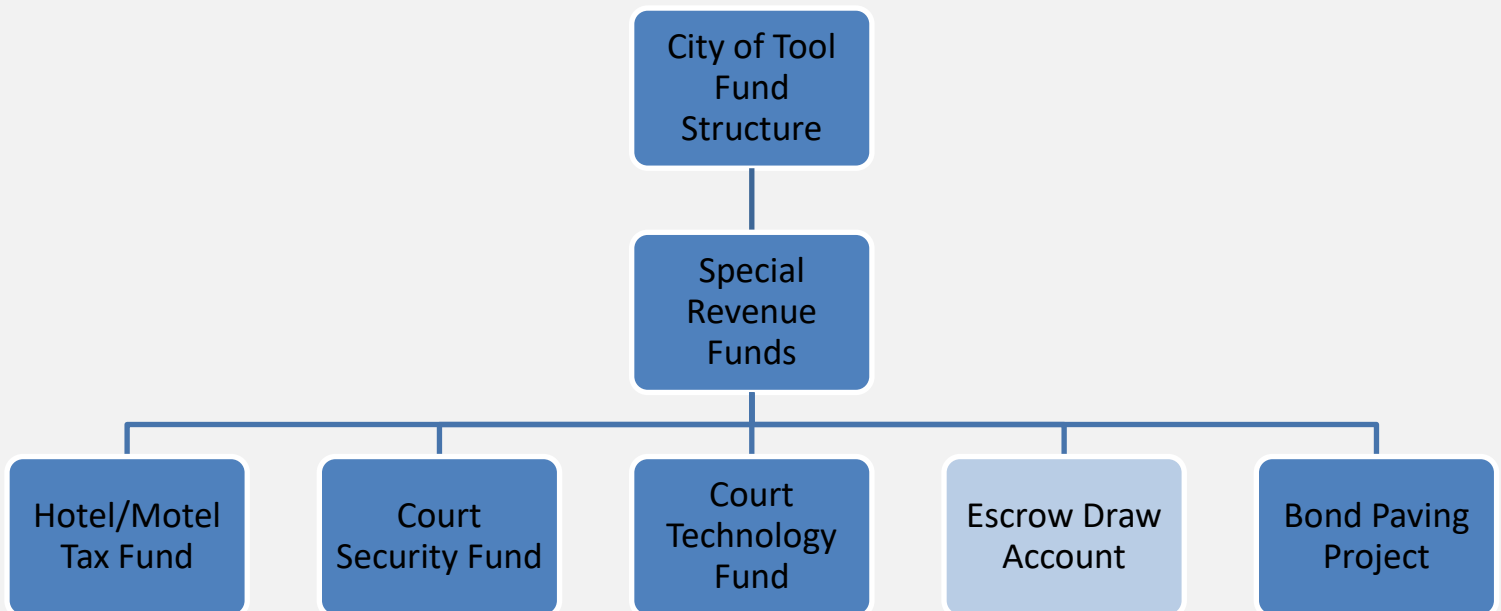 City of Tool
Fund
Structure
Special
Revenue
Funds
Hotel/Motel
Tax Fund
Court
Security Fund
Court
Technology
Fund
Escrow Draw
Account
Bond Paving
Project